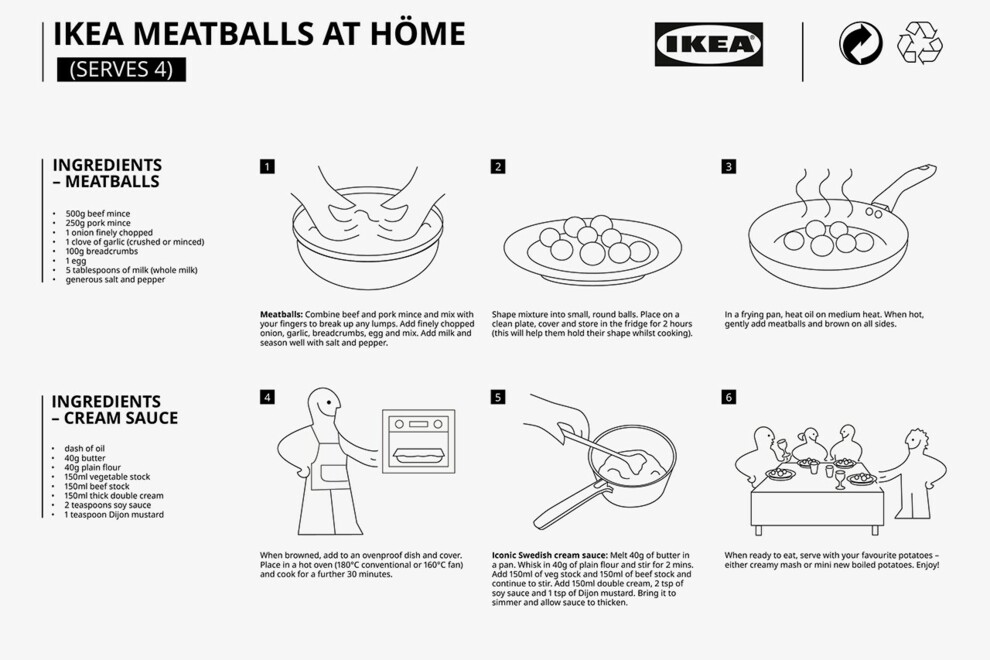 IKEA MEATBALLS AT HÖME
(SERVES 4)
IKEA
INGREDIENTS
– MEATBALLS
• 500g beef mince
• 250g pork mince
• 1 onion finely chopped
• 1 clove of garlic (crushed or minced)
• 100g breadcrumbs
• 1 egg
• 5 tablespoons of milk (whole milk)
• generous salt and pepper
1
Meatballs: Combine beef and pork mince and mix with
your fingers to break up any lumps. Add finely chopped
onion, garlic, breadcrumbs, egg and mix. Add milk and
season well with salt and pepper.
2
Shape mixture into small, round balls. Place on a
clean plate, cover and store in the fridge for 2 hours
(this will help them hold their shape whilst cooking).
3
In a frying pan, heat oil on medium heat. When hot,
gently add meatballs and brown on all sides.
INGREDIENTS
– CREAM SAUCE
• dash of oil
• 40g butter
• 40g plain flour
• 150ml vegetable stock
• 150ml beef stock
• 150ml thick double cream
• 2 teaspoons soy sauce
• 1 teaspoon Dijon mustard
4
When browned, add to an ovenproof dish and cover.
Place in a hot oven (180°C conventional or 160°C fan)
and cook for a further 30 minutes.
5
Iconic Swedish cream sauce: Melt 40g of butter in
a pan. Whisk in 40g of plain flour and stir for 2 mins.
Add 150ml of veg stock and 150ml of beef stock and
continue to stir. Add 150ml double cream, 2 tsp of
soy sauce and 1 tsp of Dijon mustard. Bring it to
simmer and allow sauce to thicken.
6
When ready to eat, serve with your favourite potatoes –
either creamy mash or mini new boiled potatoes. Enjoy!